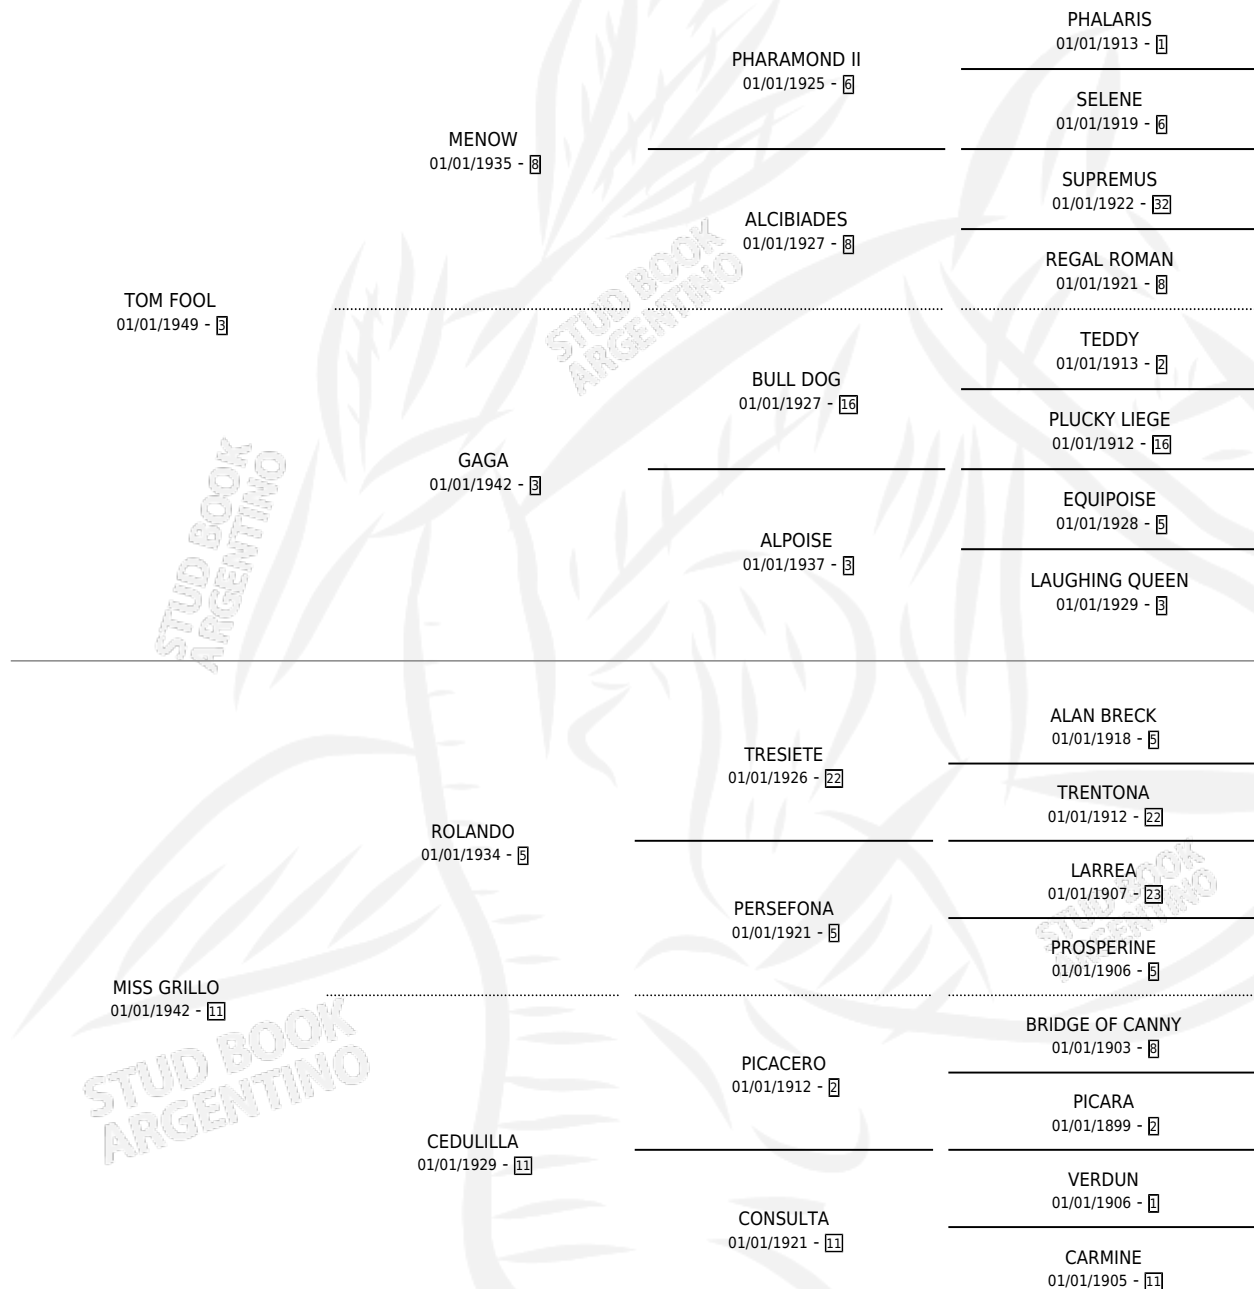 PHALARIS
01/01/1913 - 1
PHARAMOND II
01/01/1925 - 6
SELENE
01/01/1919 - 6
MENOW
01/01/1935 - 8
SUPREMUS
01/01/1922 - 32
ALCIBIADES
01/01/1927 - 8
REGAL ROMAN
01/01/1921 - 8
TOM FOOL
01/01/1949 - 3
TEDDY
01/01/1913 - 2
BULL DOG
01/01/1927 - 16
PLUCKY LIEGE
01/01/1912 - 16
GAGA
01/01/1942 - 3
EQUIPOISE
01/01/1928 - 5
ALPOISE
01/01/1937 - 3
LAUGHING QUEEN
01/01/1929 - 3
ALAN BRECK
01/01/1918 - 5
TRESIETE
01/01/1926 - 22
TRENTONA
01/01/1912 - 22
ROLANDO
01/01/1934 - 5
LARREA
01/01/1907 - 23
PERSEFONA
01/01/1921 - 5
PROSPERINE
01/01/1906 - 5
MISS GRILLO
01/01/1942 - 11
BRIDGE OF CANNY
01/01/1903 - 8
PICACERO
01/01/1912 - 2
PICARA
01/01/1899 - 2
CEDULILLA
01/01/1929 - 11
VERDUN
01/01/1906 - 1
CONSULTA
01/01/1921 - 11
CARMINE
01/01/1905 - 11
STUD BOOK
ARGENTINO
STUD BOOK
ARGENTINO
STUD BOOK
ARGENTINO
STUD BOOK
ARGENTINO